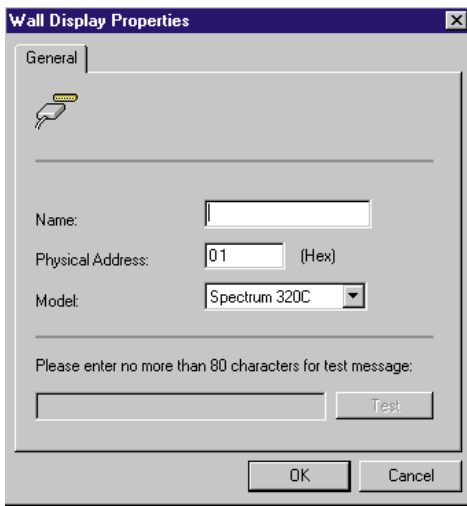 Wall Display Properties
General
Name:
Physical Address: 01 (Hex)
Model: Spectrum 320C
Please enter no more than 80 characters for test message:
Test
OK Cancel